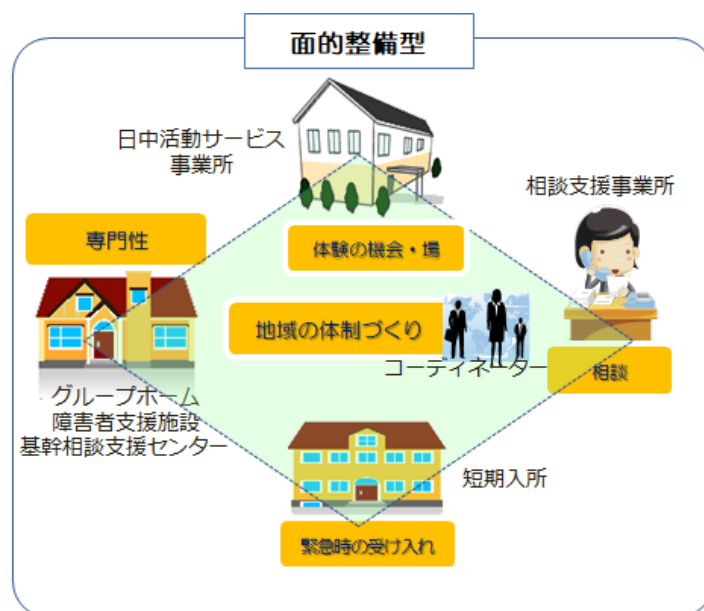 面的整備型
日中活動サービス
事業所
相談支援事業所
専門性
体験の機会・場
地域の体制づくり
コーディネーター
相談
グループホーム
障害者支援施設
基幹相談支援センター
短期入所
緊急時の受け入れ